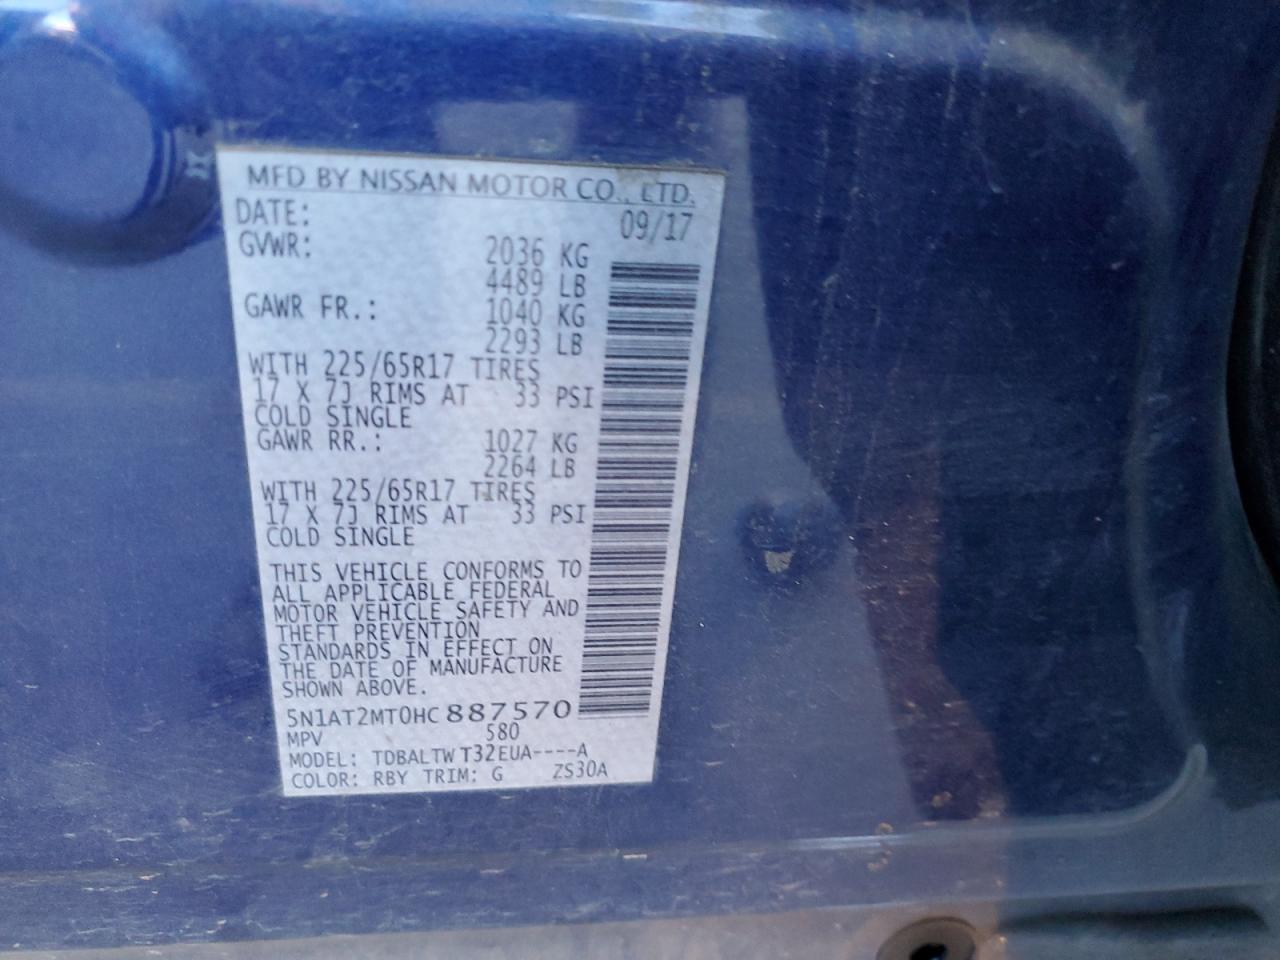 MFD BY NISSAN MOTOR CO., LTD.
DATE: 09/17
GVWR: 2036 KG
4489 LB
GAWR FR.: 1040 KG
2293 LB
WITH 225/65R17 TIRES
17 X 7J RIMS AT 33 PSI
COLD SINGLE
GAWR RR.: 1027 KG
2264 LB
WITH 225/65R17 TIRES
17 X 7J RIMS AT 33 PSI
COLD SINGLE
THIS VEHICLE CONFORMS TO
ALL APPLICABLE FEDERAL
MOTOR VEHICLE SAFETY AND
THEFT PREVENTION
STANDARDS IN EFFECT ON
THE DATE OF MANUFACTURE
SHOWN ABOVE.
5N1AT2MT0HC887570
MPV 580
MODEL: TDBALTWT32EUA----A
COLOR: RBY TRIM: G ZS30A